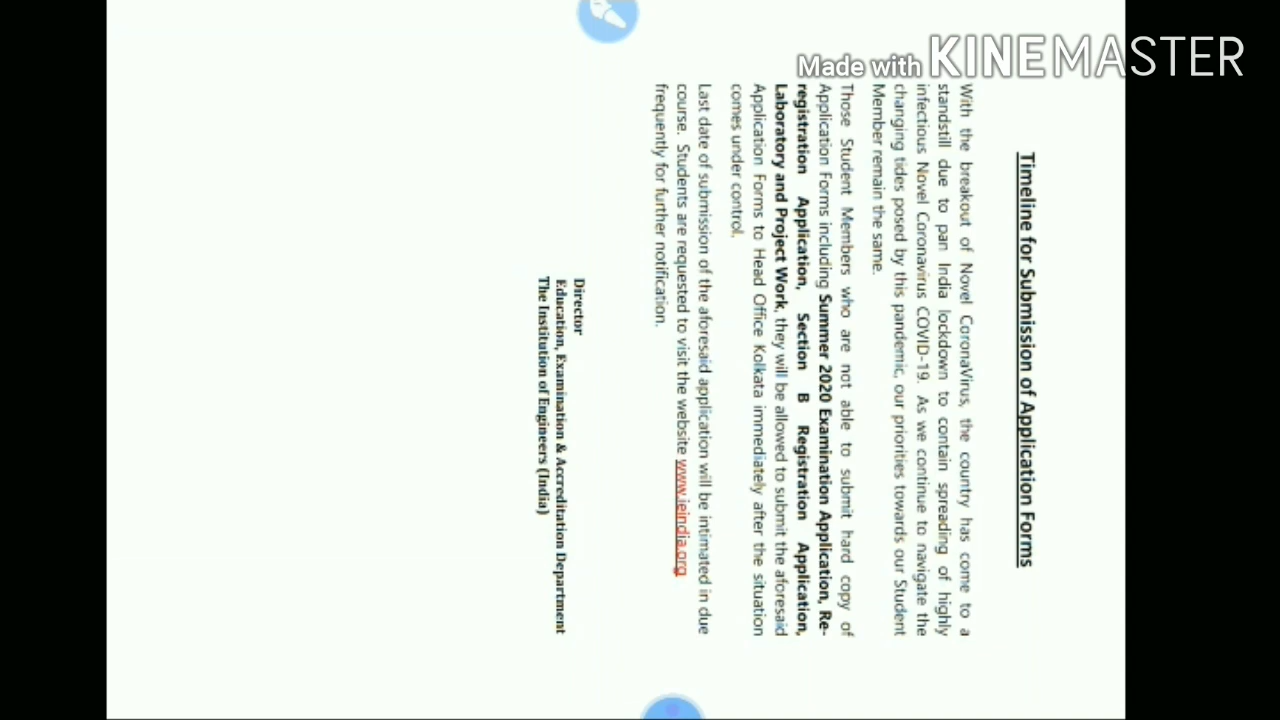 Made with KINEMASTER
Timeline for Submission of Application Forms
With the breakout of Novel CoronaVirus, the country has come to a
standstill due to pan India lockdown to contain spreading of highly
infectious Novel Coronavirus COVID-19. As we continue to navigate the
changing tides posed by this pandemic, our priorities towards our Student
Member remain the same.
Those Student Members who are not able to submit hard copy of
Application Forms including Summer 2020 Examination Application, Re-
registration Application, Section B Registration Application,
Laboratory and Project Work, they will be allowed to submit the aforesaid
Application Forms to Head Office Kolkata immediately after the situation
comes under control.
Last date of submission of the aforesaid application will be intimated in due
course. Students are requested to visit the website www.ieindia.org
frequently for further notification.
Director
Education, Examination & Accreditation Department
The Institution of Engineers (India)